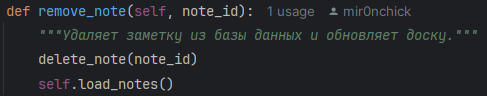 def remove_note(self, note_id): 1 usage mir0nchick
"""Удаляет заметку из базы данных и обновляет доску."""
delete_note(note_id)
self.load_notes()